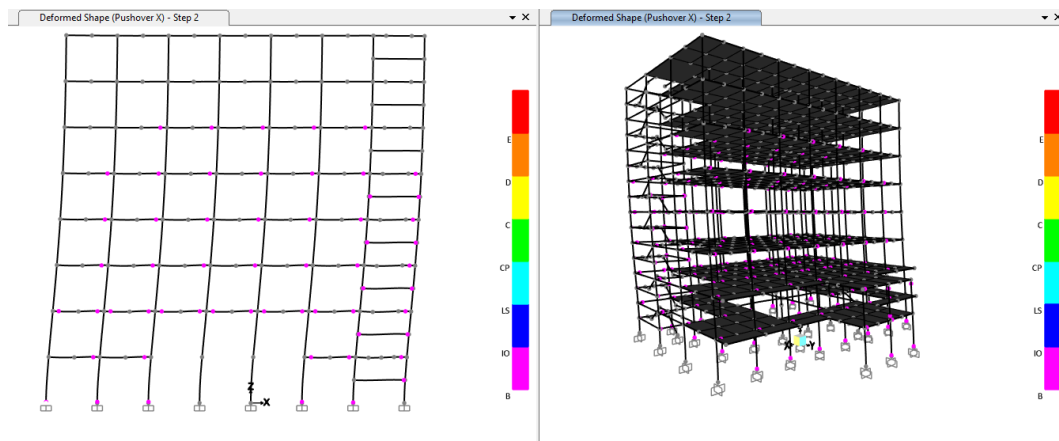 Deformed Shape (Pushover X) - Step 2
E
D
C
CP
LS
IO
B
Z
X
Deformed Shape (Pushover X) - Step 2
E
D
C
CP
LS
IO
B
X
Y